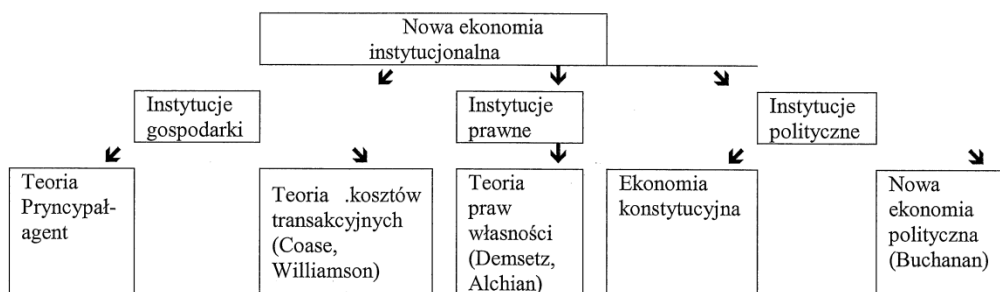 Nowa ekonomia
instytucjonalna
Instytucje
gospodarki
Instytucje
prawne
Instytucje
polityczne
Teoria
Pryncypał-
agent
Teoria .kosztów
transakcyjnych
(Coase,
Williamson)
Teoria
praw
własności
(Demsetz,
Alchian)
Ekonomia
konstytucyjna
Nowa
ekonomia
polityczna
(Buchanan)